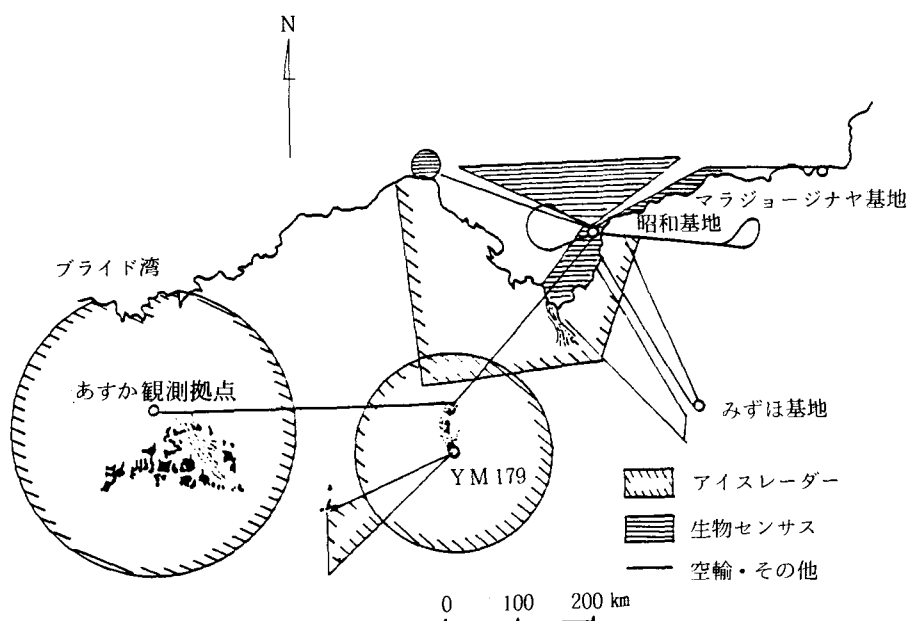 N
マラジョージナヤ基地
昭和基地
ブライド湾
あすか観測拠点
みずほ基地
YM179
アイスレーダー
生物センサス
空輸・その他
0 100 200 km